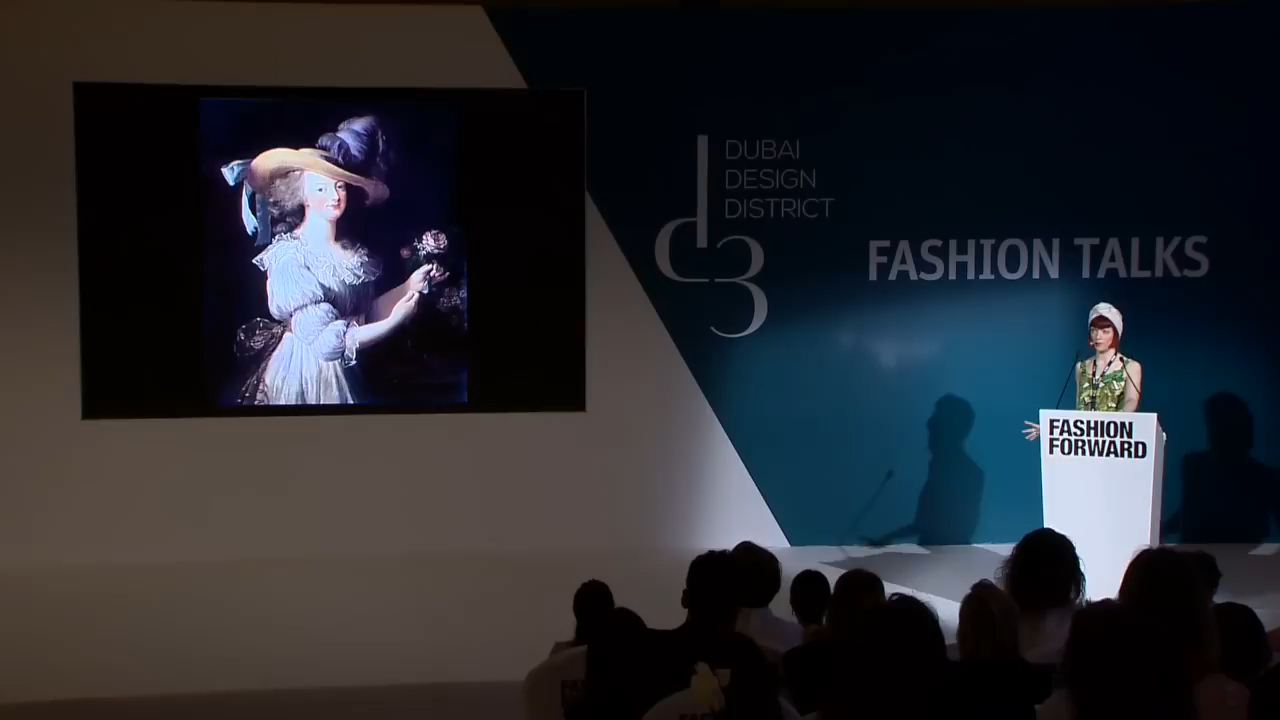 DUBAI
DESIGN
DISTRICT
d3
FASHION TALKS
FASHION
FORWARD